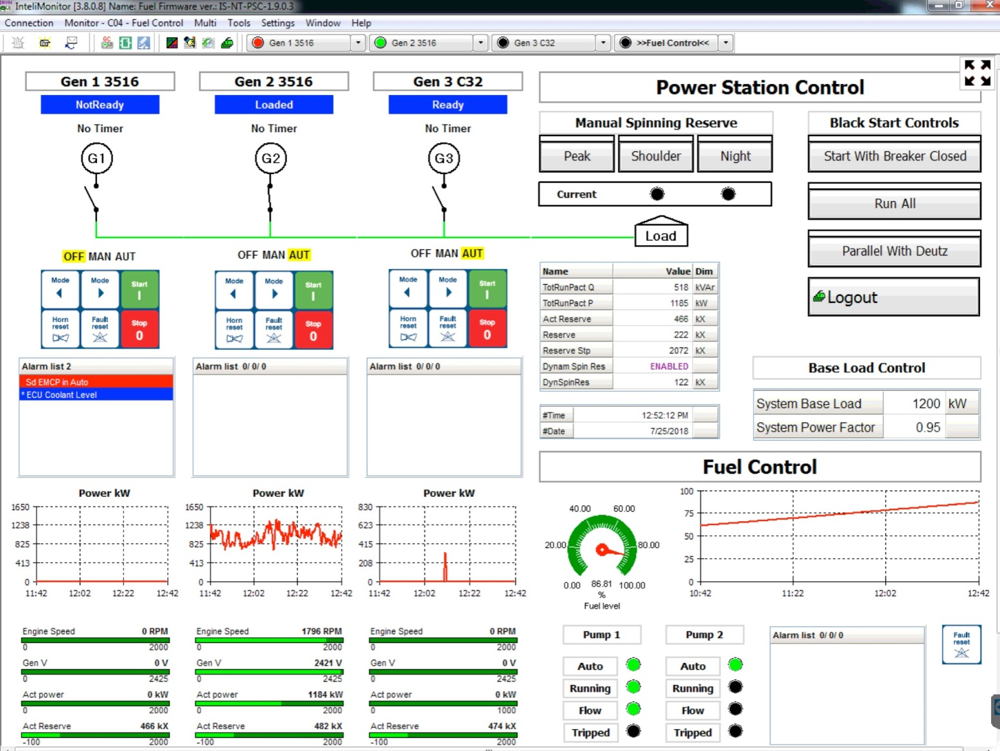 InteliMonitor [3.8.0.8] Name: Fuel Firmware ver.: IS-NT-PSC-1.9.0.3
Connection Monitor - C04 - Fuel Control Multi Tools Settings Window Help
Gen 1 3516 Gen 2 3516 Gen 3 C32 >>Fuel Control<<
Gen 1 3516 Gen 2 3516 Gen 3 C32
NotReady Loaded Ready
No Timer No Timer No Timer
G1 G2 G3
OFF MAN AUT OFF MAN AUT OFF MAN AUT
Mode Mode Start I
Horn reset Fault reset Stop 0
Mode Mode Start I
Horn reset Fault reset Stop 0
Mode Mode Start I
Horn reset Fault reset Stop 0
Alarm list 2
Sd EMCP in Auto
* ECU Coolant Level
Alarm list 0/ 0/ 0
Alarm list 0/ 0/ 0
Power kW
1650
1238
825
413
0
11:42 12:02 12:22 12:42
Power kW
1650
1238
825
413
0
11:42 12:02 12:22 12:42
Power kW
830
623
415
208
0
11:42 12:02 12:22 12:42
Engine Speed 0 RPM
0 2000
Gen V 0 V
0 2425
Act power 0 kW
0 2000
Act Reserve 466 kX
-100 2000
Engine Speed 1796 RPM
0 2000
Gen V 2421 V
0 2425
Act power 1184 kW
0 2000
Act Reserve 482 kX
-100 2000
Engine Speed 0 RPM
0 2000
Gen V 0 V
0 2425
Act power 0 kW
0 1000
Act Reserve 474 kX
-100 2000
Power Station Control
Manual Spinning Reserve
Peak Shoulder Night
Current
Load
Black Start Controls
Start With Breaker Closed
Run All
Parallel With Deutz
Logout
Name Value Dim
TotRunPact Q 518 kVAr
TotRunPact P 1185 kW
Act Reserve 466 kX
Reserve 222 kX
Reserve Stp 2072 kX
Dynam Spin Res ENABLED
DynSpinRes 122 kX
#Time 12:52:12 PM
#Date 7/25/2018
Base Load Control
System Base Load 1200 kW
System Power Factor 0.95
Fuel Control
40.00 60.00
20.00 80.00
0.00 86.81 100.00
%
Fuel level
100
75
50
25
0
10:42 11:22 12:02 12:42
Pump 1 Pump 2
Auto Auto
Running Running
Flow Flow
Tripped Tripped
Alarm list 0/ 0/ 0
Fault
reset